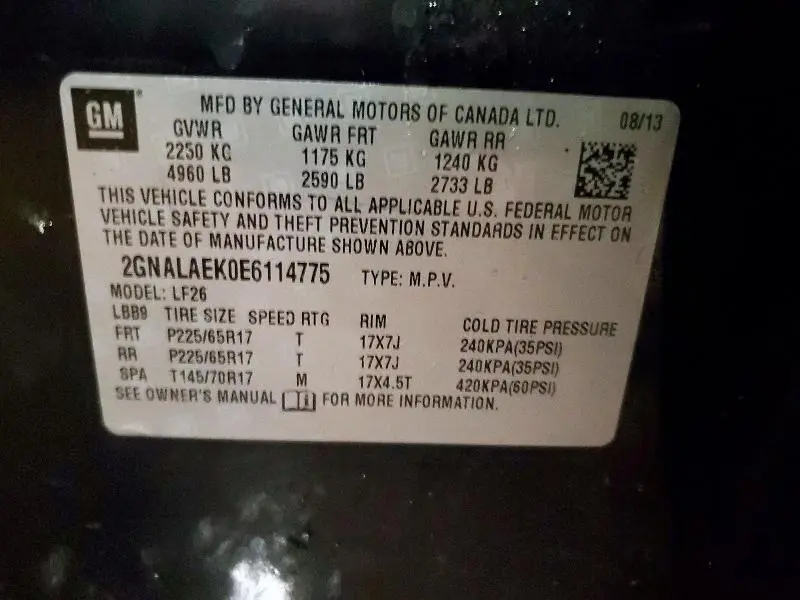 GM
MFD BY GENERAL MOTORS OF CANADA LTD. 08/13
GVWR GAWR FRT GAWR RR
2250 KG 1175 KG 1240 KG
4960 LB 2590 LB 2733 LB
THIS VEHICLE CONFORMS TO ALL APPLICABLE U.S. FEDERAL MOTOR
VEHICLE SAFETY AND THEFT PREVENTION STANDARDS IN EFFECT ON
THE DATE OF MANUFACTURE SHOWN ABOVE.
2GNALAEK0E6114775 TYPE: M.P.V.
MODEL: LF26
LBB9 TIRE SIZE SPEED RTG RIM COLD TIRE PRESSURE
FRT P225/65R17 T 17X7J 240KPA(35PSI)
RR P225/65R17 T 17X7J 240KPA(35PSI)
SPA T145/70R17 M 17X4.5T 420KPA(60PSI)
SEE OWNER'S MANUAL FOR MORE INFORMATION.